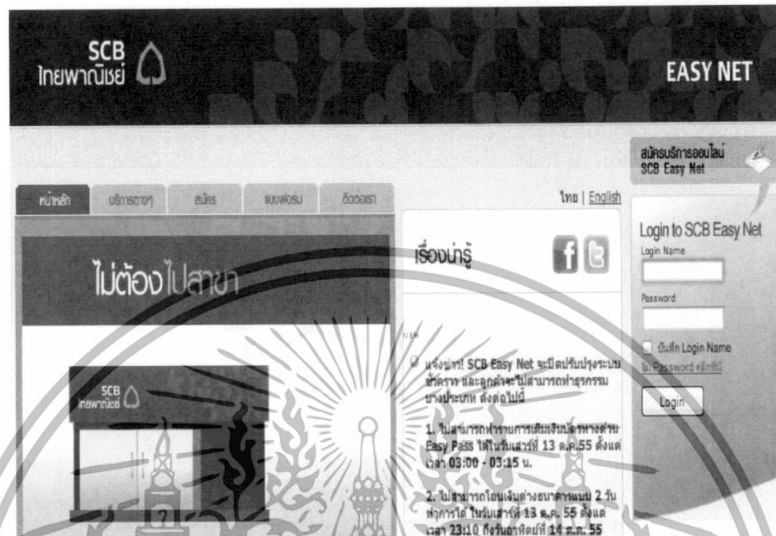 SCB
ไทยพาณิชย์
EASY NET
สมัครบริการออนไลน์
SCB Easy Net
หน้าหลัก
บริการต่างๆ
สมัคร
แบบฟอร์ม
ติดต่อเรา
ไทย | English
ไม่ต้องไปสาขา
SCB
ไทยพาณิชย์
เรื่องน่ารู้
NEW
แจ้งข่าว! SCB Easy Net จะปิดปรับปรุงระบบ
ชั่วคราว และลูกค้าจะไม่สามารถทำธุรกรรม
บางประเภท ดังต่อไปนี้
1. ไม่สามารถทำรายการเติมเงินบัตรทางด่วน
Easy Pass ได้ในวันเสาร์ที่ 13 ต.ค.55 ตั้งแต่
เวลา 03:00 - 03:15 น.
2. ไม่สามารถโอนเงินต่างธนาคารแบบ 2 วัน
ทำการได้ ในวันเสาร์ที่ 13 ต.ค. 55 ตั้งแต่
เวลา 23:10 ถึงวันอาทิตย์ที่ 14 ต.ค. 55
Login to SCB Easy Net
Login Name
Password
บันทึก Login Name
ลืม Password คลิกที่นี่
Login